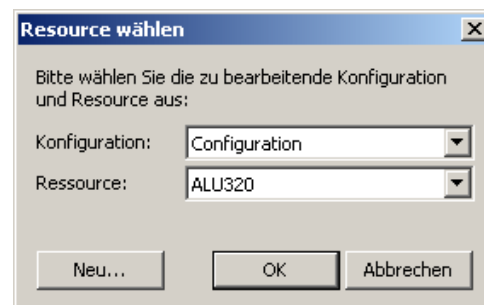 Resource wählen
Bitte wählen Sie die zu bearbeitende Konfiguration
und Resource aus:
Konfiguration: Configuration
Ressource: ALU320
Neu... OK Abbrechen